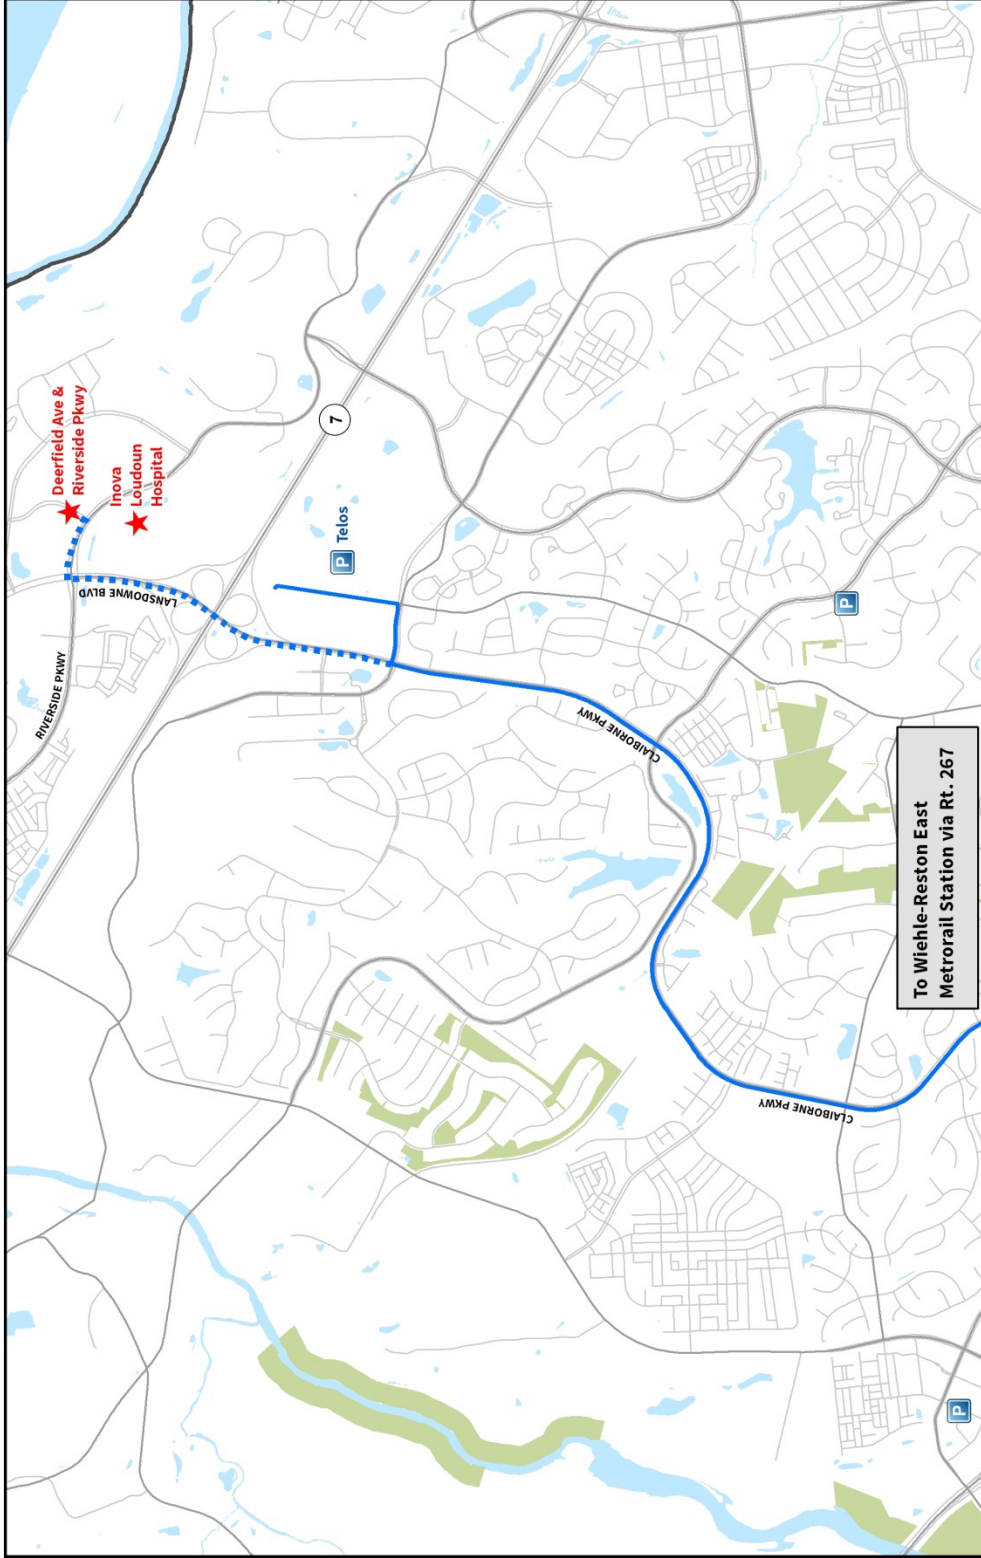 Deerfield Ave &
Riverside Pkwy
Inova
Loudoun
Hospital
LANSDOWNE BLVD
RIVERSIDE PKWY
7
P
Telos
CLAIBORNE PKWY
P
CLAIBORNE PKWY
To Wiehle-Reston East
Metrorail Station via Rt. 267
P